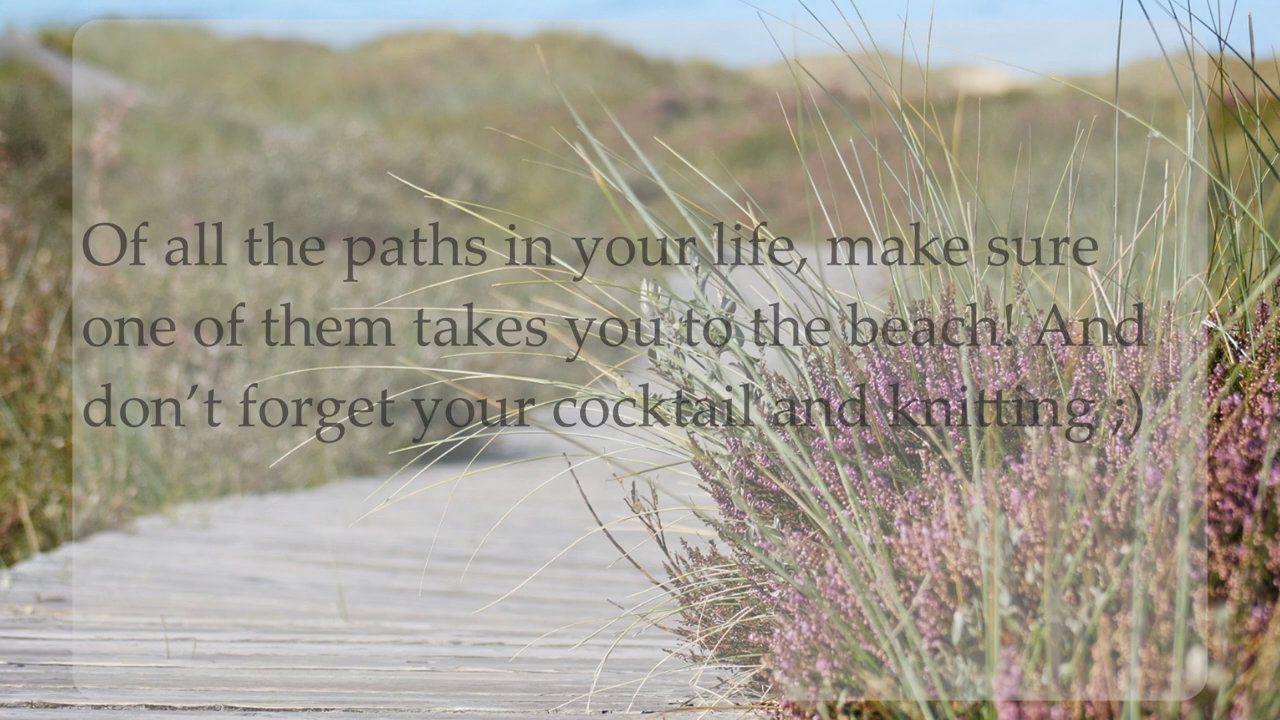 Of all the paths in your life, make sure
one of them takes you to the beach! And
don’t forget your cocktail and knitting ;)